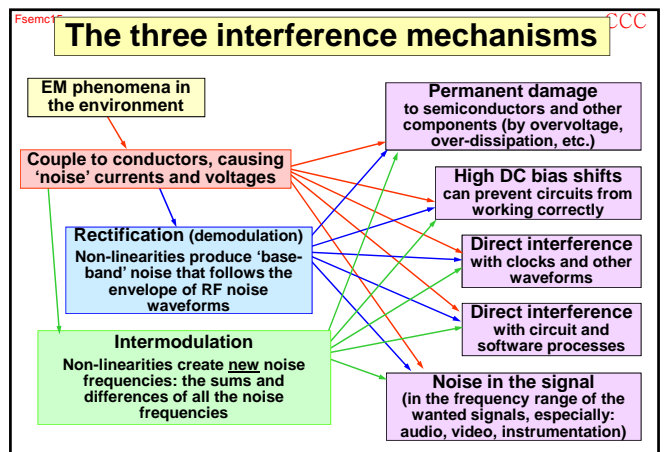 CCC
The three interference mechanisms
EM phenomena in
the environment
Couple to conductors, causing
‘noise’ currents and voltages
Rectification (demodulation)
Non-linearities produce ‘base-
band’ noise that follows the
envelope of RF noise
waveforms
Intermodulation
Non-linearities create new noise
frequencies: the sums and
differences of all the noise
frequencies
Permanent damage
to semiconductors and other
components (by overvoltage,
over-dissipation, etc.)
High DC bias shifts
can prevent circuits from
working correctly
Direct interference
with clocks and other
waveforms
Direct interference
with circuit and
software processes
Noise in the signal
(in the frequency range of the
wanted signals, especially:
audio, video, instrumentation)